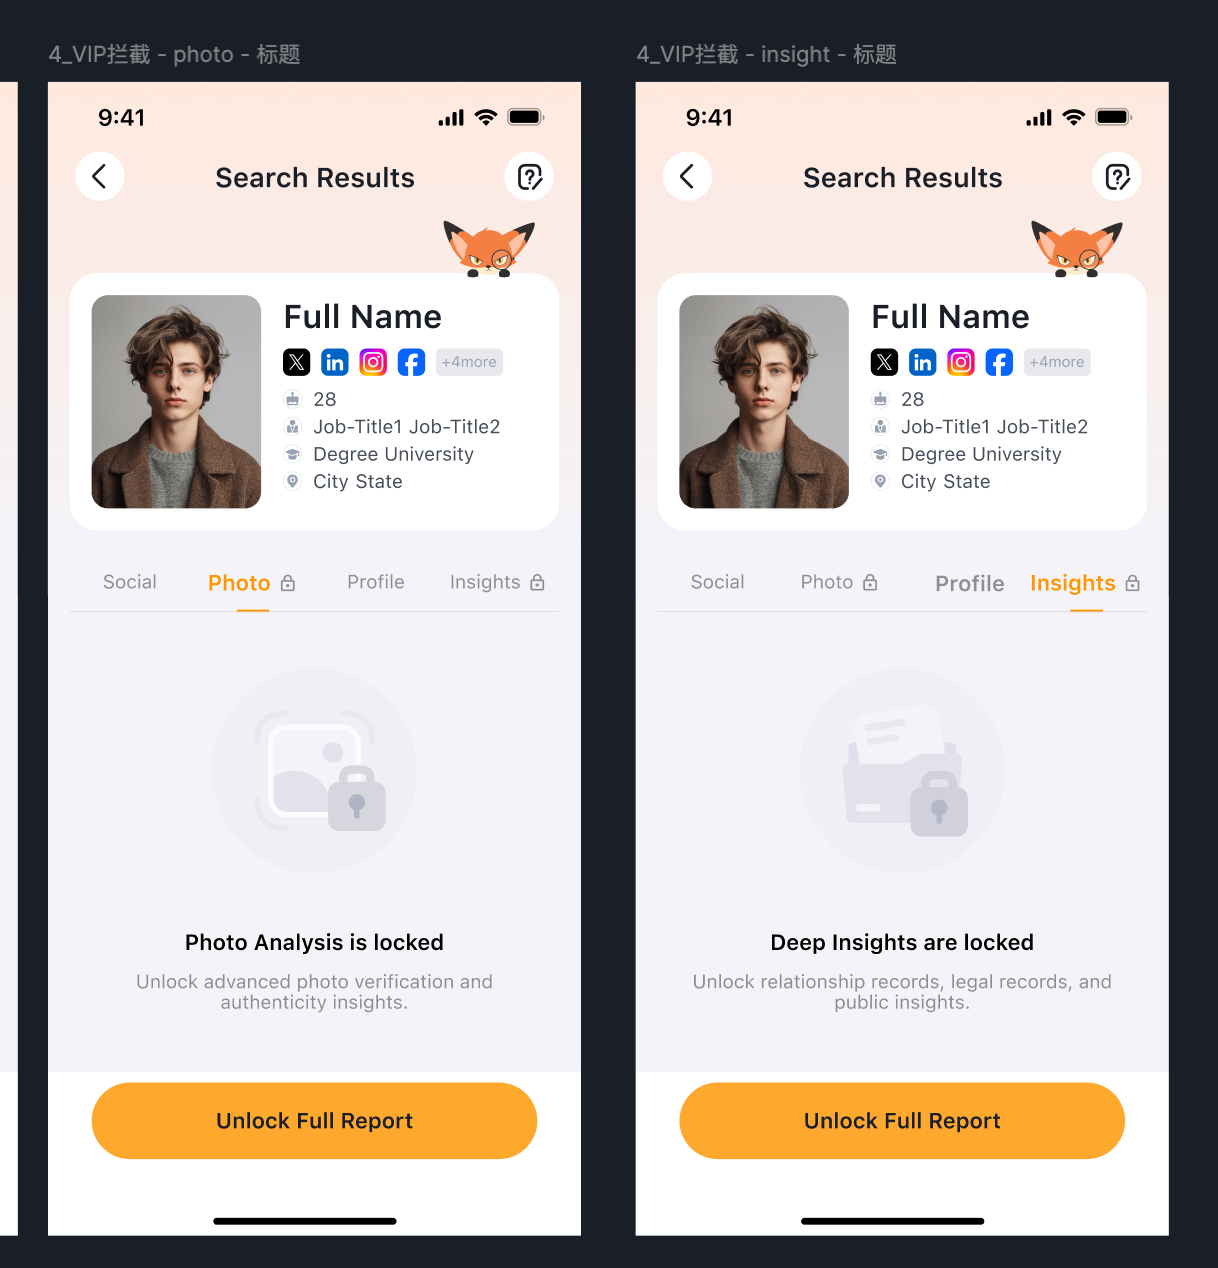 4_VIP拦截 - photo - 标题
9:41
Search Results
Full Name
+4more
28
Job-Title1 Job-Title2
Degree University
City State
Social Photo Profile Insights
Photo Analysis is locked
Unlock advanced photo verification and
authenticity insights.
Unlock Full Report
4_VIP拦截 - insight - 标题
9:41
Search Results
Full Name
+4more
28
Job-Title1 Job-Title2
Degree University
City State
Social Photo Profile Insights
Deep Insights are locked
Unlock relationship records, legal records, and
public insights.
Unlock Full Report